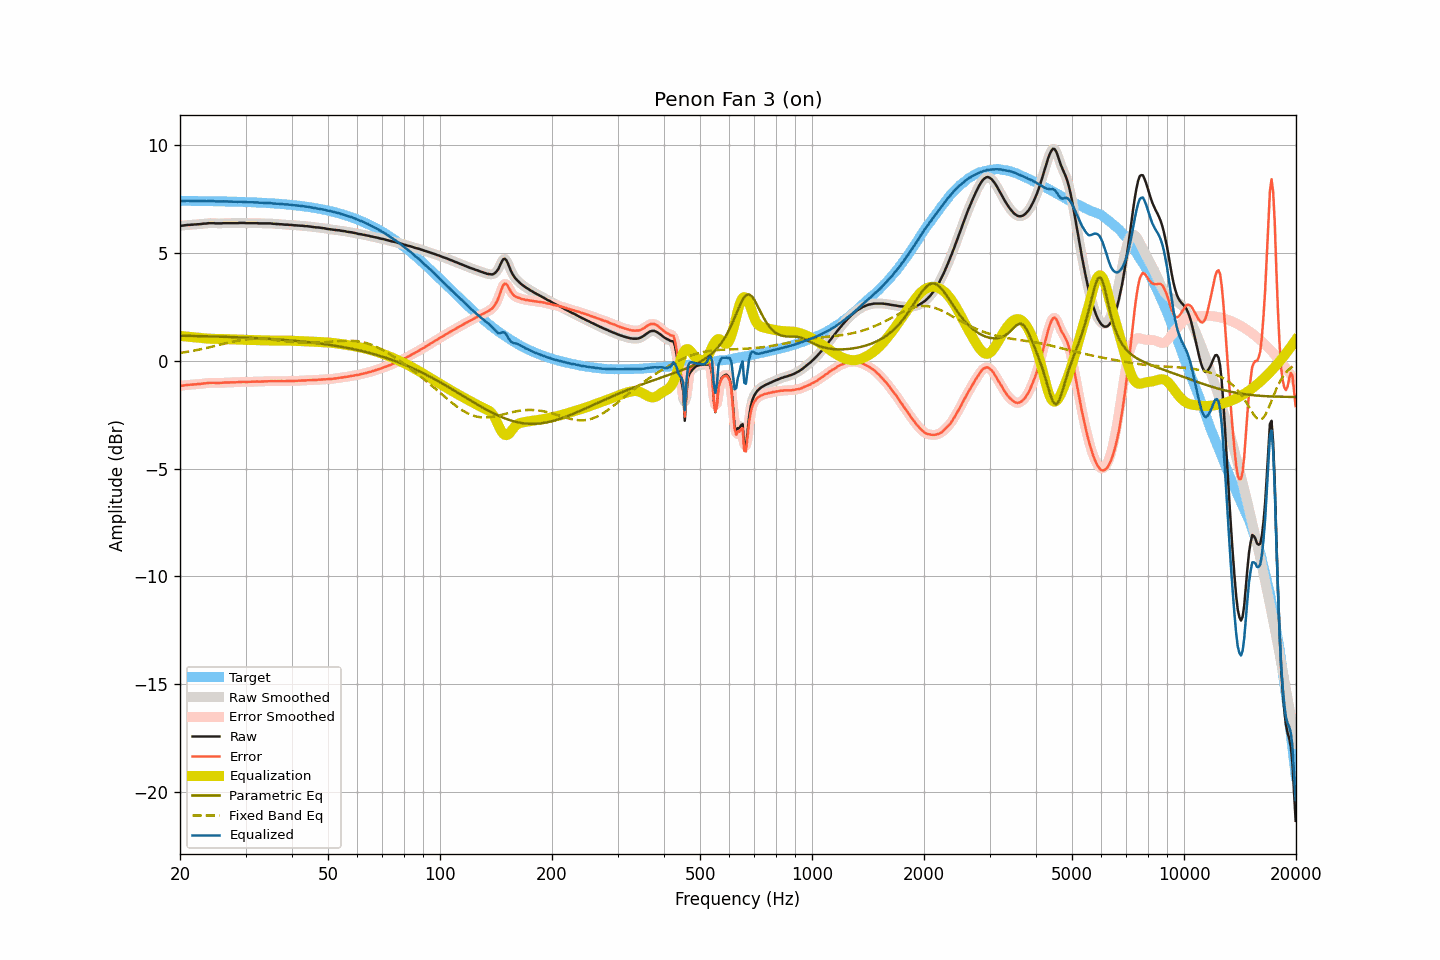 Penon Fan 3 (on)
10
5
0
−5
−10
−15
−20
Amplitude (dBr)
Target
Raw Smoothed
Error Smoothed
Raw
Error
Equalization
Parametric Eq
Fixed Band Eq
Equalized
20 50 100 200 500 1000 2000 5000 10000 20000
Frequency (Hz)